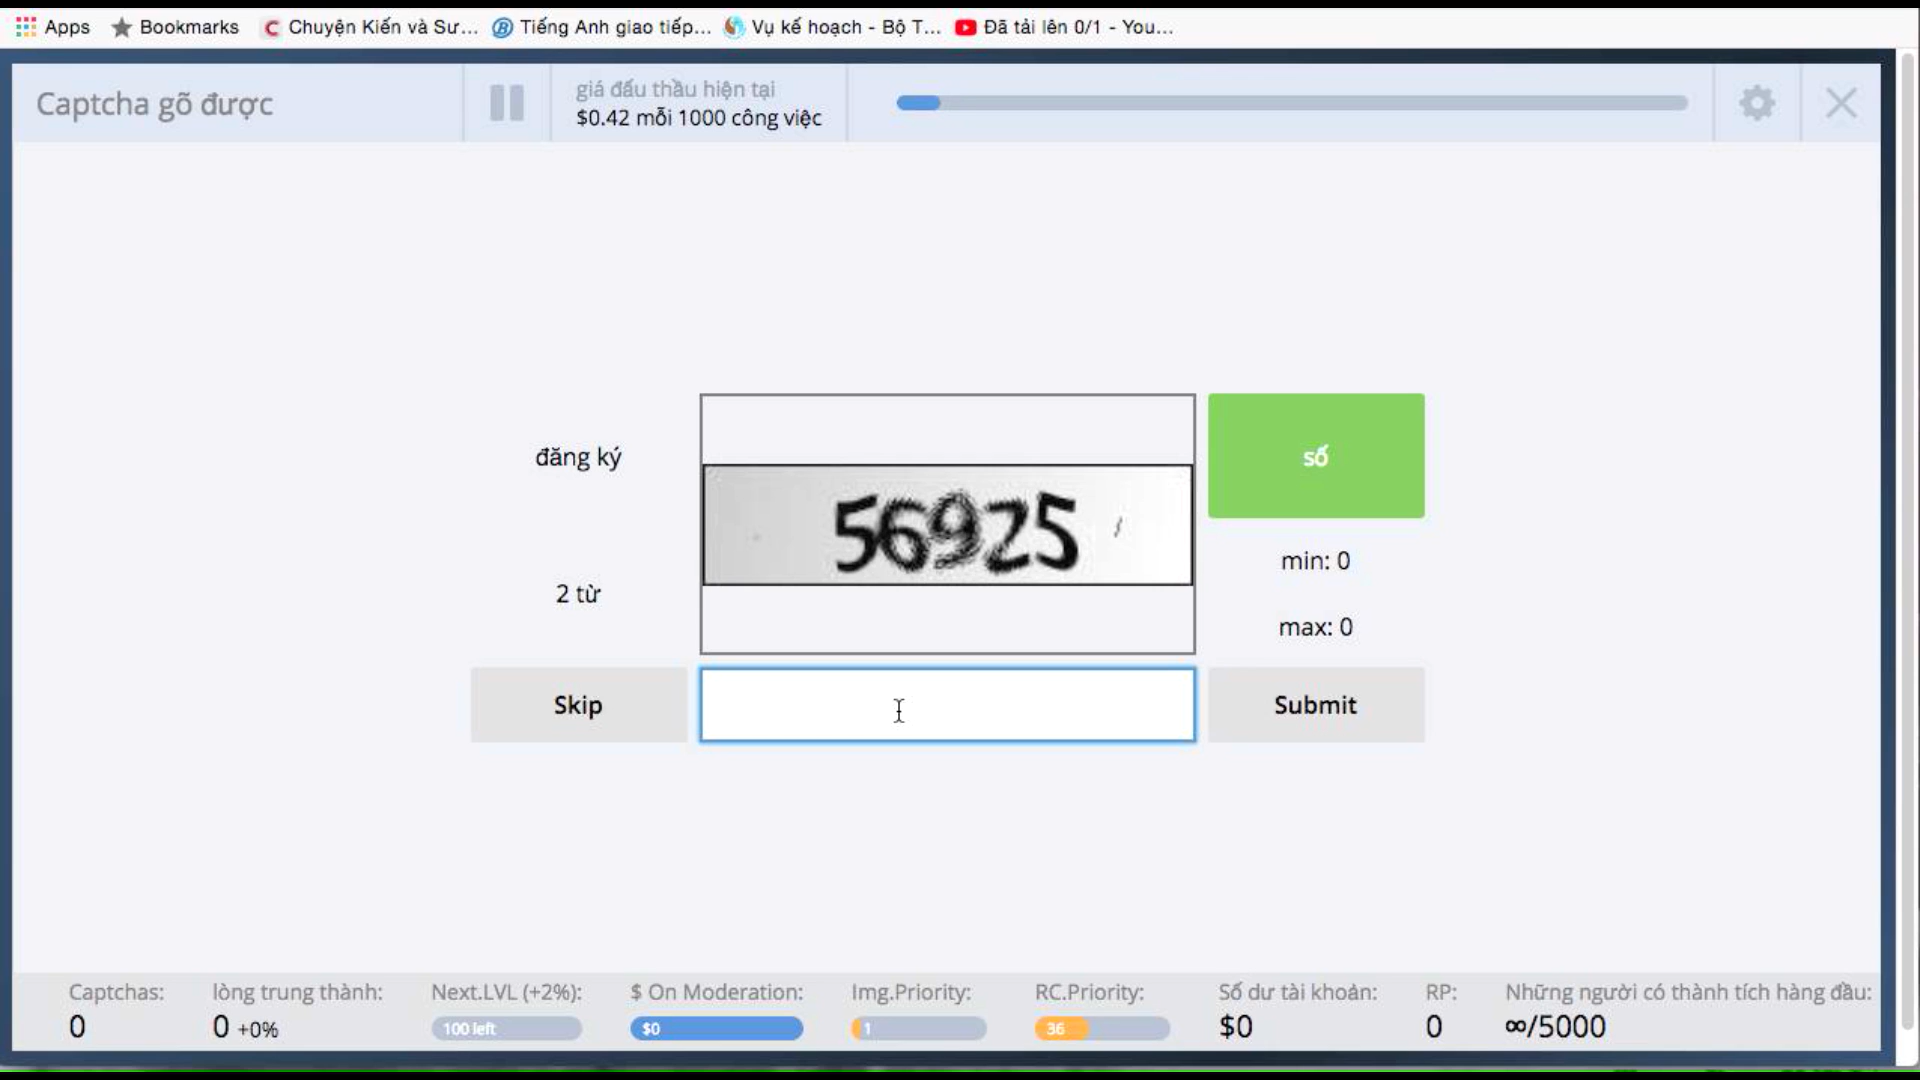 Apps Bookmarks Chuyện Kiến và Sư... Tiếng Anh giao tiếp... Vụ kế hoạch - Bộ T... Đã tải lên 0/1 - You...
Captcha gõ được
giá đấu thầu hiện tại
$0.42 mỗi 1000 công việc
đăng ký
56925
số
2 từ
min: 0
max: 0
Skip
Submit
Captchas: lòng trung thành: Next.LVL (+2%): $ On Moderation: Img.Priority: RC.Priority: Số dư tài khoản: RP: Những người có thành tích hàng đầu:
0 0 +0% 100 left $0 1 36 $0 0 ∞/5000